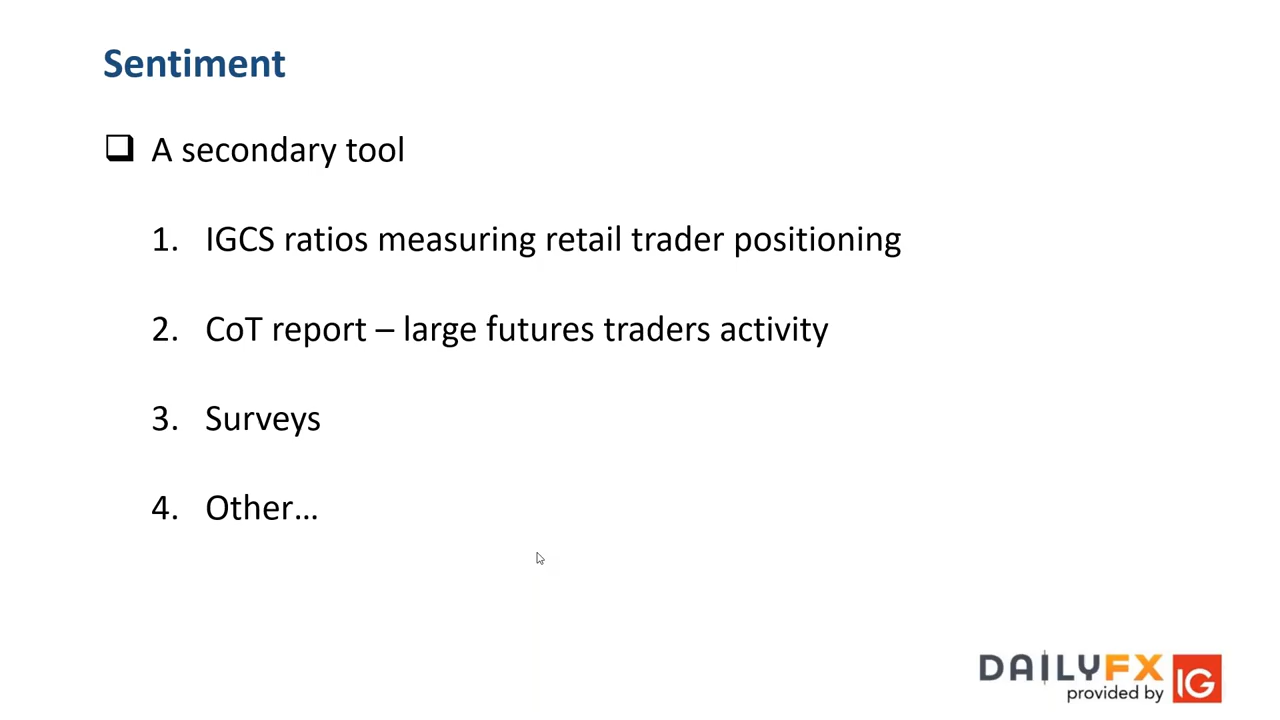 Sentiment
❑ A secondary tool
1. IGCS ratios measuring retail trader positioning
2. CoT report – large futures traders activity
3. Surveys
4. Other…
DAILYFX
provided by IG